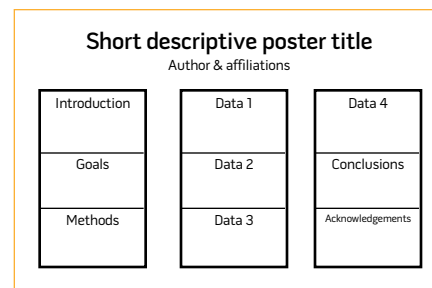 Short descriptive poster title
Author & affiliations
Introduction
Goals
Methods
Data 1
Data 2
Data 3
Data 4
Conclusions
Acknowledgements